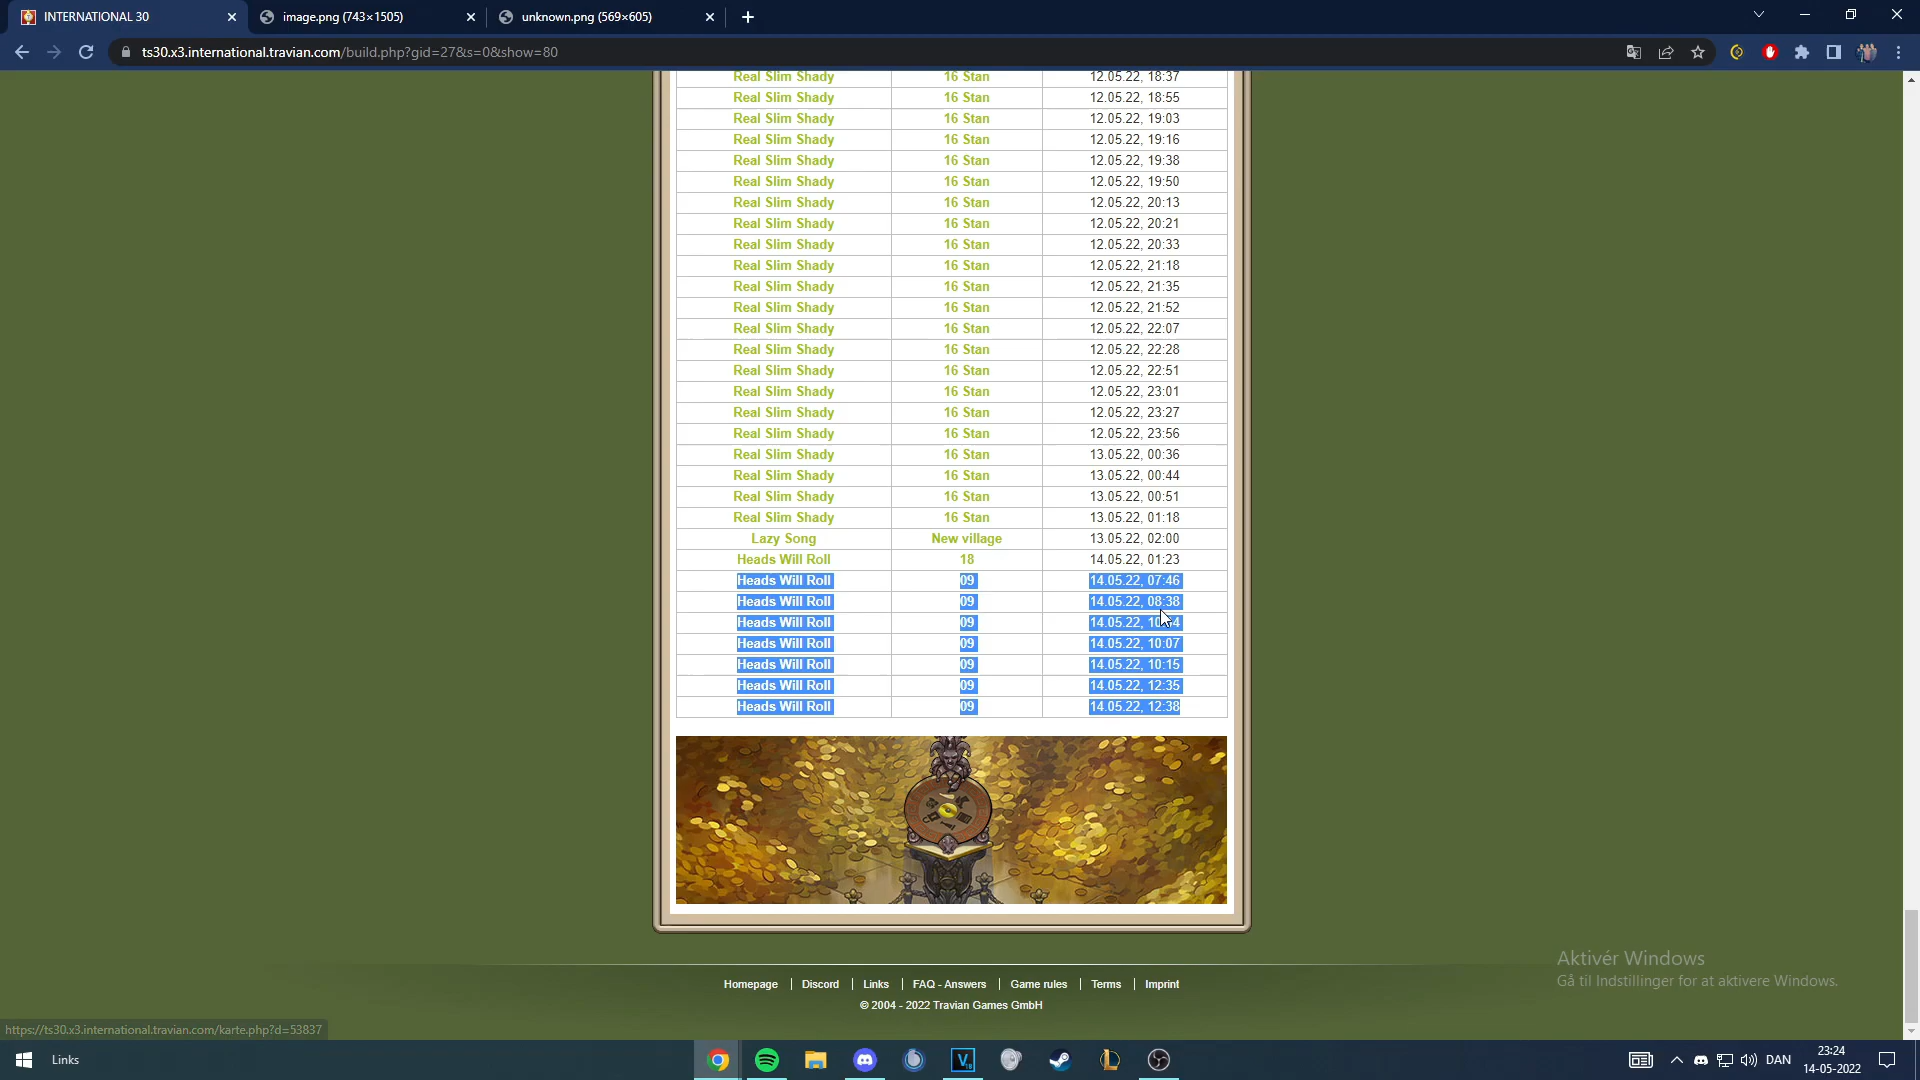 INTERNATIONAL 30
image.png (743×1505)
unknown.png (569×605)
ts30.x3.international.travian.com/build.php?gid=27&s=0&show=80
Real Slim Shady 16 Stan 12.05.22, 18:37
Real Slim Shady 16 Stan 12.05.22, 18:55
Real Slim Shady 16 Stan 12.05.22, 19:03
Real Slim Shady 16 Stan 12.05.22, 19:16
Real Slim Shady 16 Stan 12.05.22, 19:38
Real Slim Shady 16 Stan 12.05.22, 19:50
Real Slim Shady 16 Stan 12.05.22, 20:13
Real Slim Shady 16 Stan 12.05.22, 20:21
Real Slim Shady 16 Stan 12.05.22, 20:33
Real Slim Shady 16 Stan 12.05.22, 21:18
Real Slim Shady 16 Stan 12.05.22, 21:35
Real Slim Shady 16 Stan 12.05.22, 21:52
Real Slim Shady 16 Stan 12.05.22, 22:07
Real Slim Shady 16 Stan 12.05.22, 22:28
Real Slim Shady 16 Stan 12.05.22, 22:51
Real Slim Shady 16 Stan 12.05.22, 23:01
Real Slim Shady 16 Stan 12.05.22, 23:27
Real Slim Shady 16 Stan 12.05.22, 23:56
Real Slim Shady 16 Stan 13.05.22, 00:36
Real Slim Shady 16 Stan 13.05.22, 00:44
Real Slim Shady 16 Stan 13.05.22, 00:51
Real Slim Shady 16 Stan 13.05.22, 01:18
Lazy Song New village 13.05.22, 02:00
Heads Will Roll 18 14.05.22, 01:23
Heads Will Roll 09 14.05.22, 07:46
Heads Will Roll 09 14.05.22, 08:38
Heads Will Roll 09 14.05.22,
Heads Will Roll 09 14.05.22, 10:07
Heads Will Roll 09 14.05.22, 10:15
Heads Will Roll 09 14.05.22, 12:35
Heads Will Roll 09 14.05.22, 12:38
Aktivér Windows
Gå til Indstillinger for at aktivere Windows.
Homepage | Discord | Links | FAQ - Answers | Game rules | Terms | Imprint
© 2004 - 2022 Travian Games GmbH
https://ts30.x3.international.travian.com/karte.php?d=53837
Links
DAN
23:24
14-05-2022